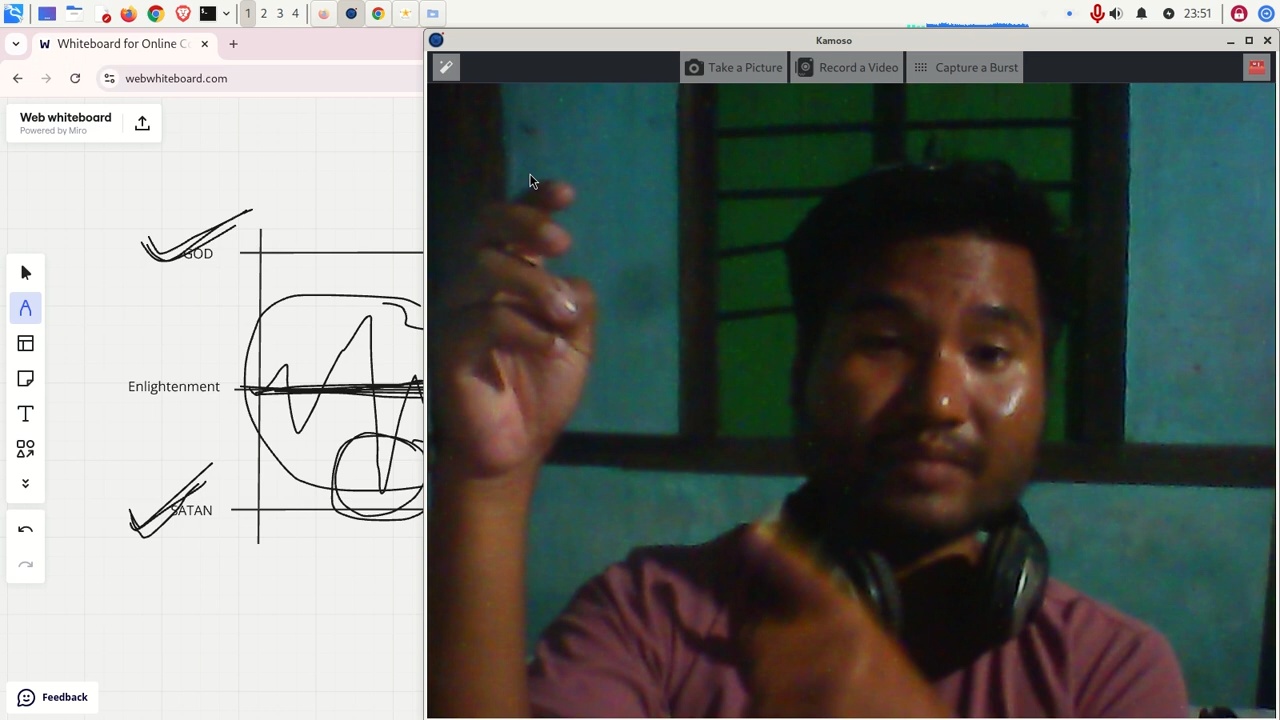 1 2 3 4
23:51
Whiteboard for Online Co
Kamoso
webwhiteboard.com
Take a Picture
Record a Video
Capture a Burst
Web whiteboard
Powered by Miro
GOD
Enlightenment
SATAN
Feedback